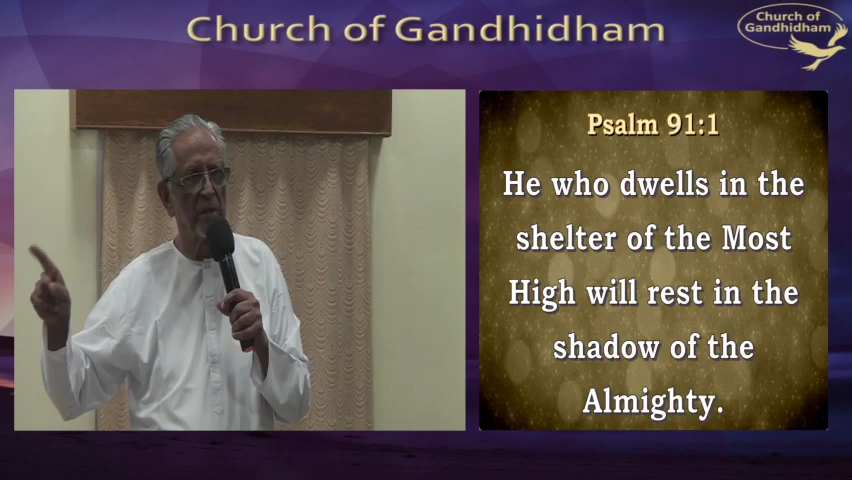 Church of Gandhidham
Church of
Gandhidham
Psalm 91:1
He who dwells in the
shelter of the Most
High will rest in the
shadow of the
Almighty.